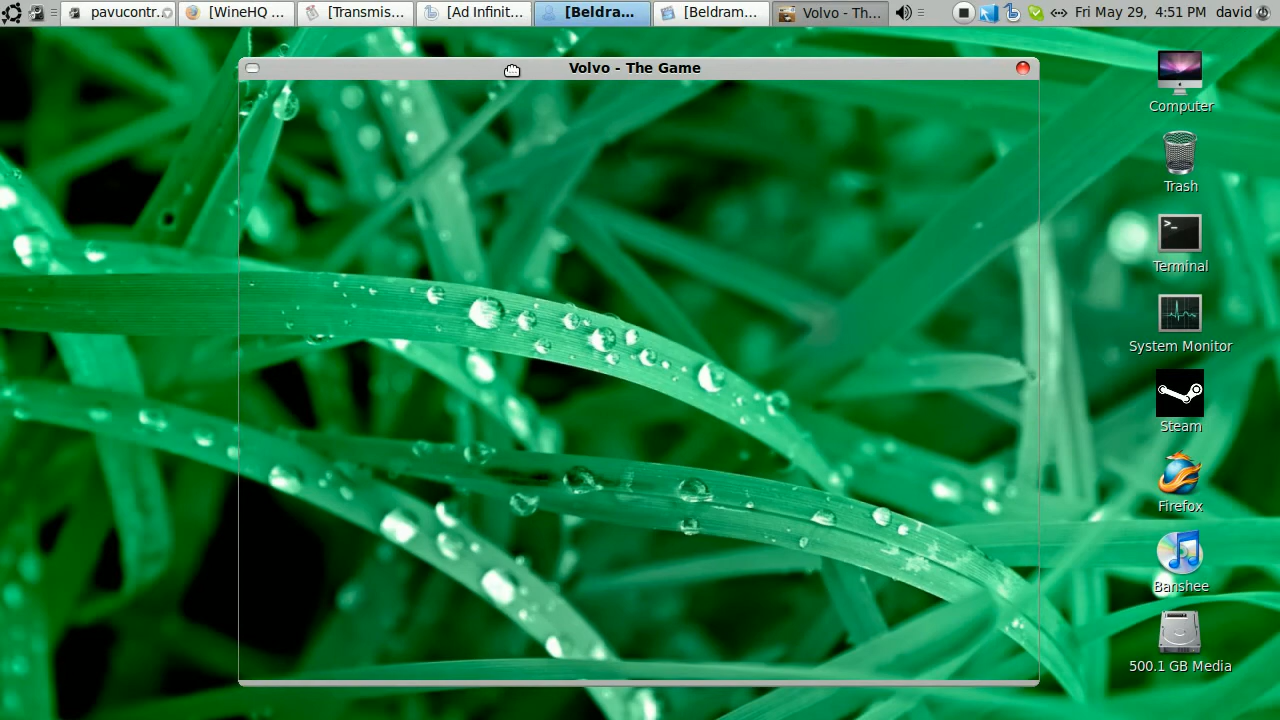 pavucontr...
[WineHQ ...
[Transmis...
[Ad Infinit...
[Beldra...
[Beldram...
Volvo - Th...
Fri May 29, 4:51 PM
david
Volvo - The Game
Computer
Trash
>_
Terminal
System Monitor
Steam
Firefox
Banshee
500.1 GB Media